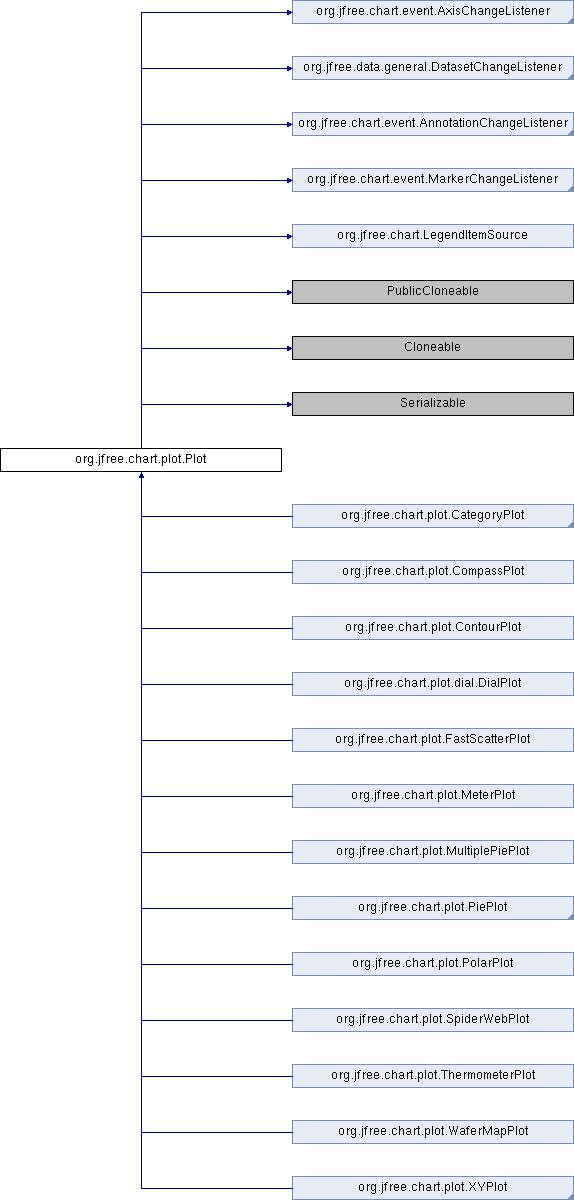 org.jfree.chart.event.AxisChangeListener
org.jfree.data.general.DatasetChangeListener
org.jfree.chart.event.AnnotationChangeListener
org.jfree.chart.event.MarkerChangeListener
org.jfree.chart.LegendItemSource
PublicCloneable
Cloneable
Serializable
org.jfree.chart.plot.Plot
org.jfree.chart.plot.CategoryPlot
org.jfree.chart.plot.CompassPlot
org.jfree.chart.plot.ContourPlot
org.jfree.chart.plot.dial.DialPlot
org.jfree.chart.plot.FastScatterPlot
org.jfree.chart.plot.MeterPlot
org.jfree.chart.plot.MultiplePiePlot
org.jfree.chart.plot.PiePlot
org.jfree.chart.plot.PolarPlot
org.jfree.chart.plot.SpiderWebPlot
org.jfree.chart.plot.ThermometerPlot
org.jfree.chart.plot.WaferMapPlot
org.jfree.chart.plot.XYPlot